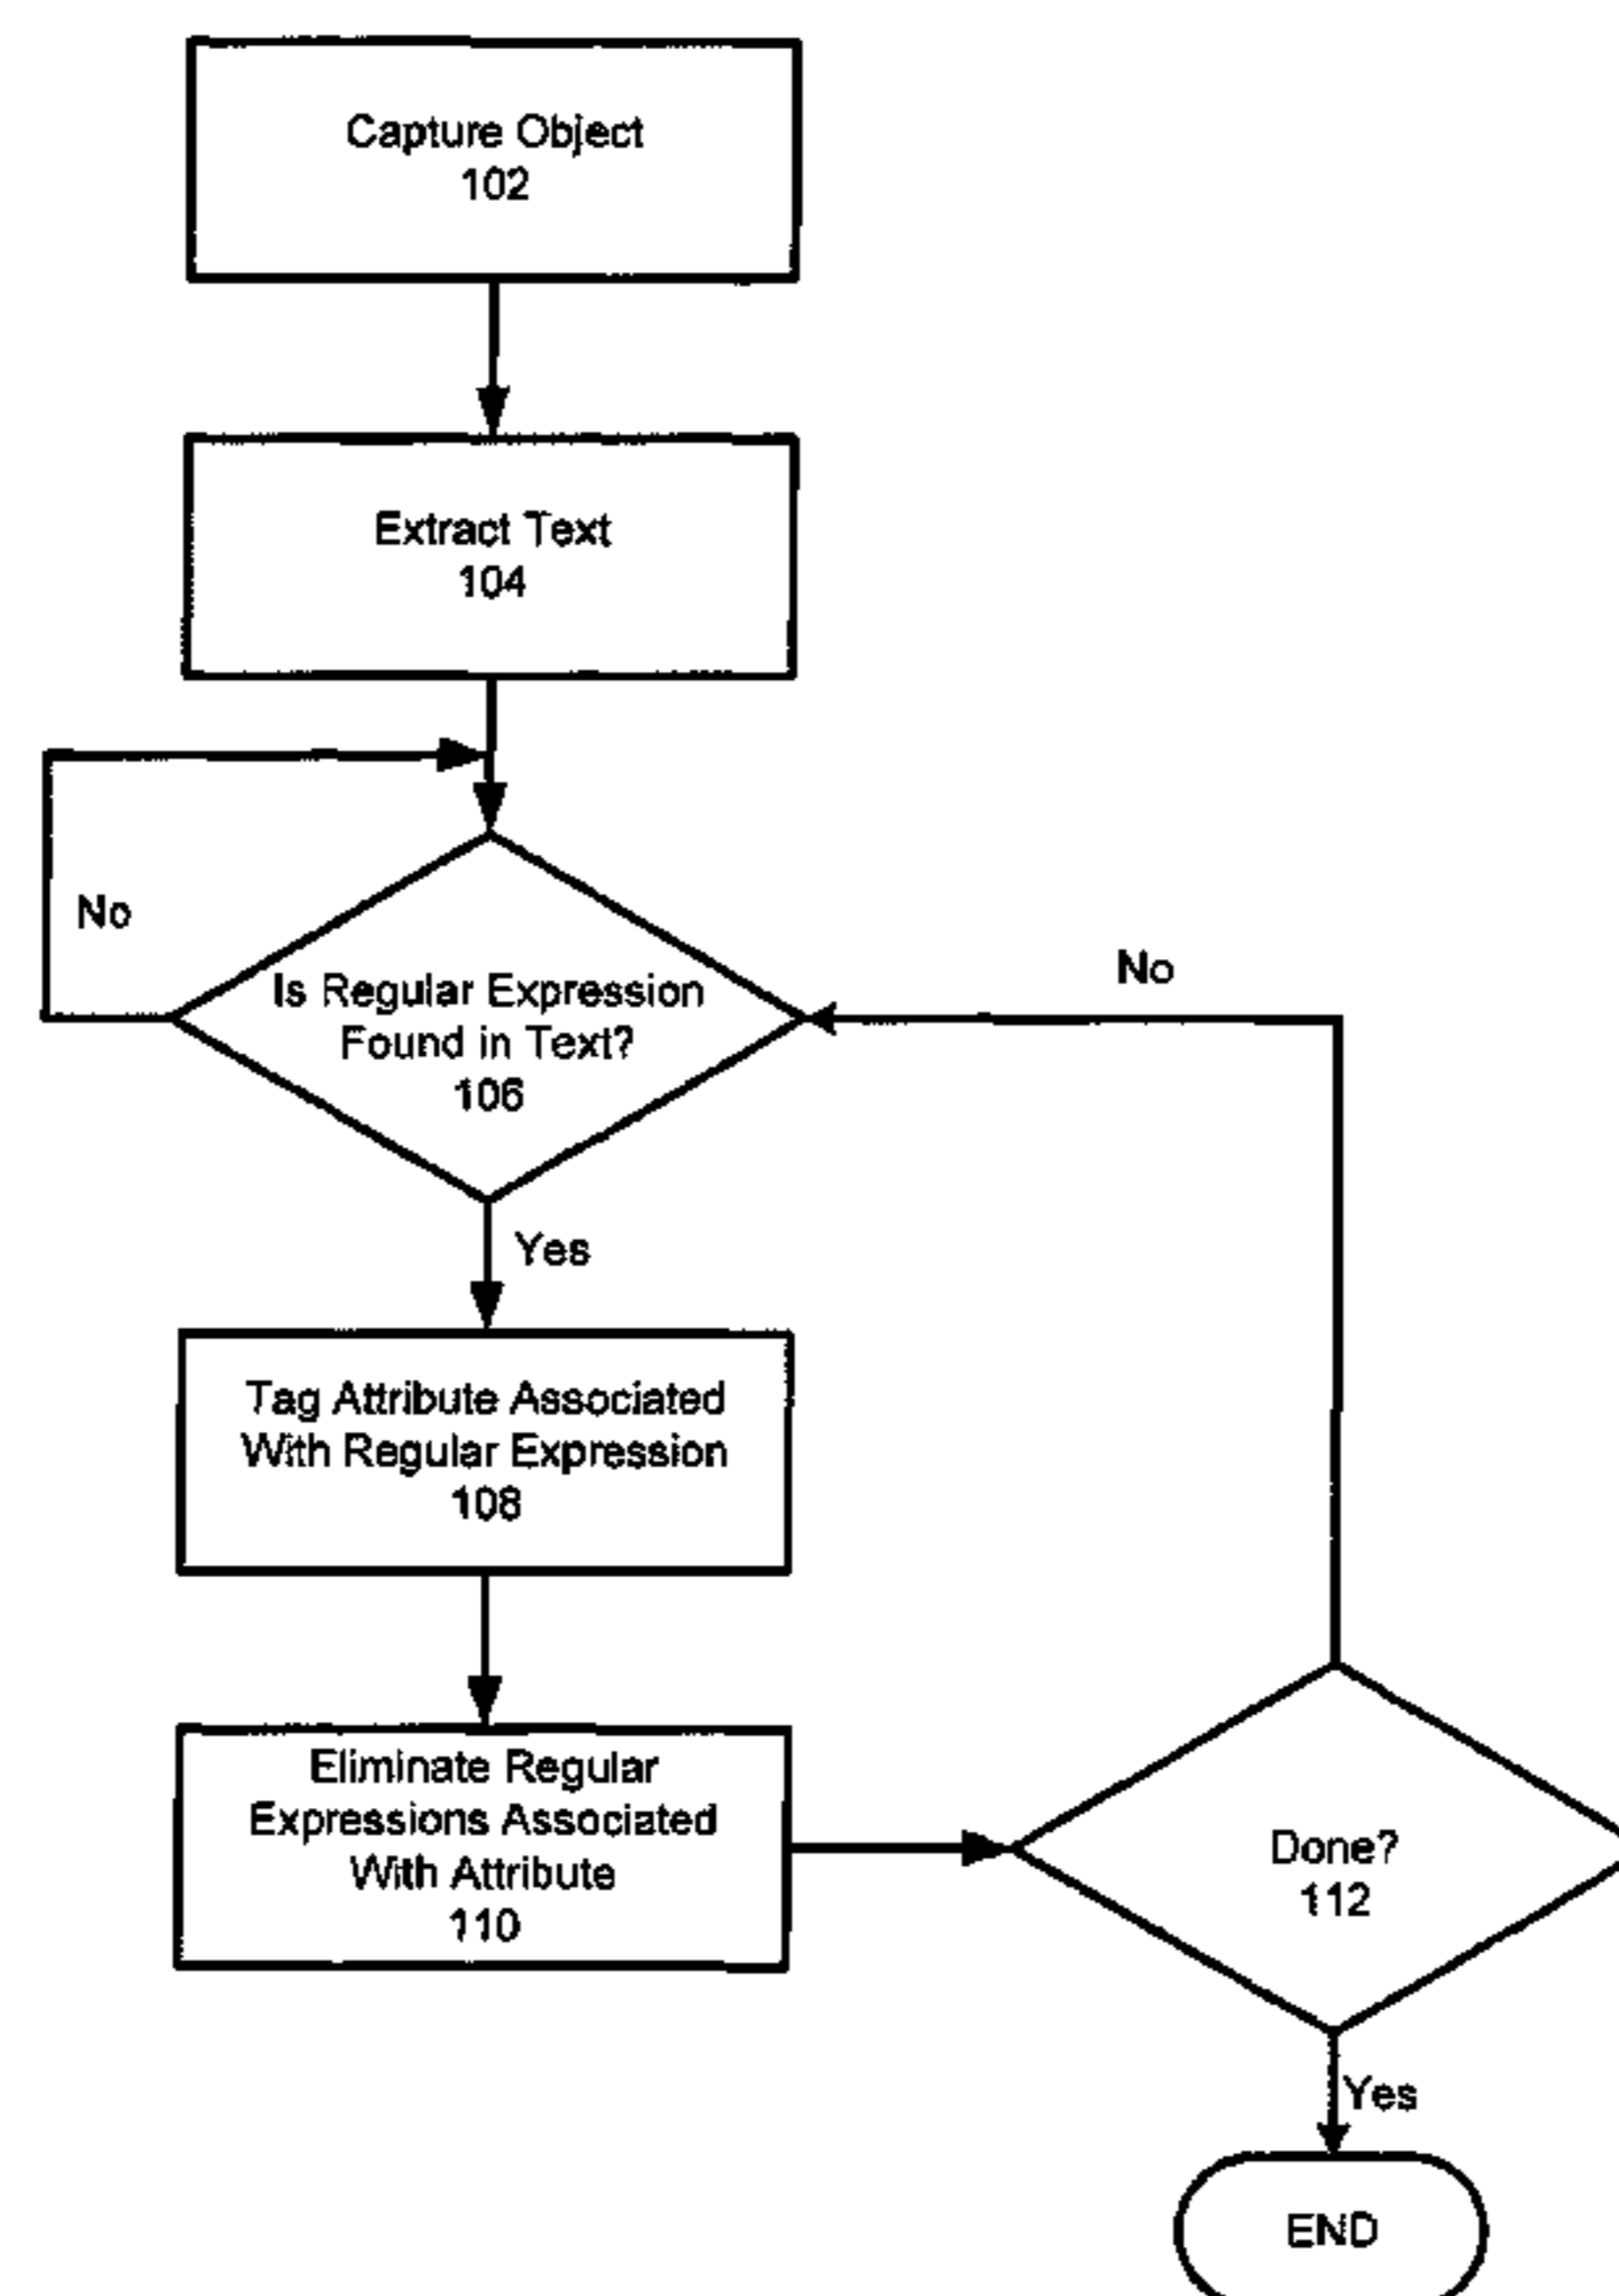 Capture Object
102
Extract Text
104
No
Is Regular Expression
Found in Text?
106
No
Yes
Tag Attribute Associated
With Regular Expression
108
Eliminate Regular
Expressions Associated
With Attribute
110
Done?
112
Yes
END